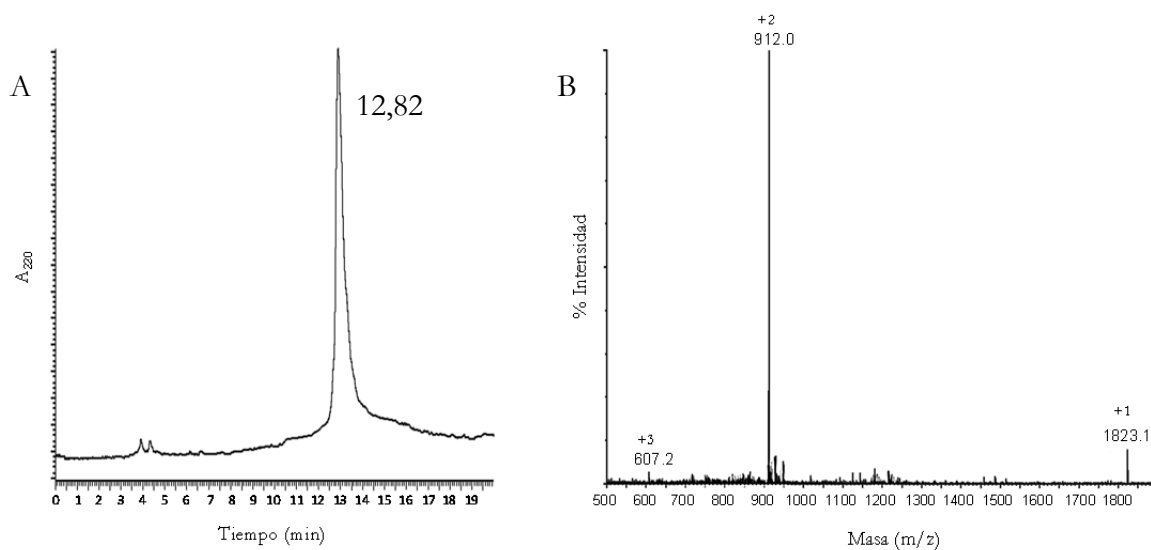 A
12,82
A220
0 1 2 3 4 5 6 7 8 9 10 11 12 13 14 15 16 17 18 19
Tiempo (min)
B
+2
912.0
+1
1823.1
+3
607.2
% Intensidad
500 600 700 800 900 1000 1100 1200 1300 1400 1500 1600 1700 1800
Masa (m/z)